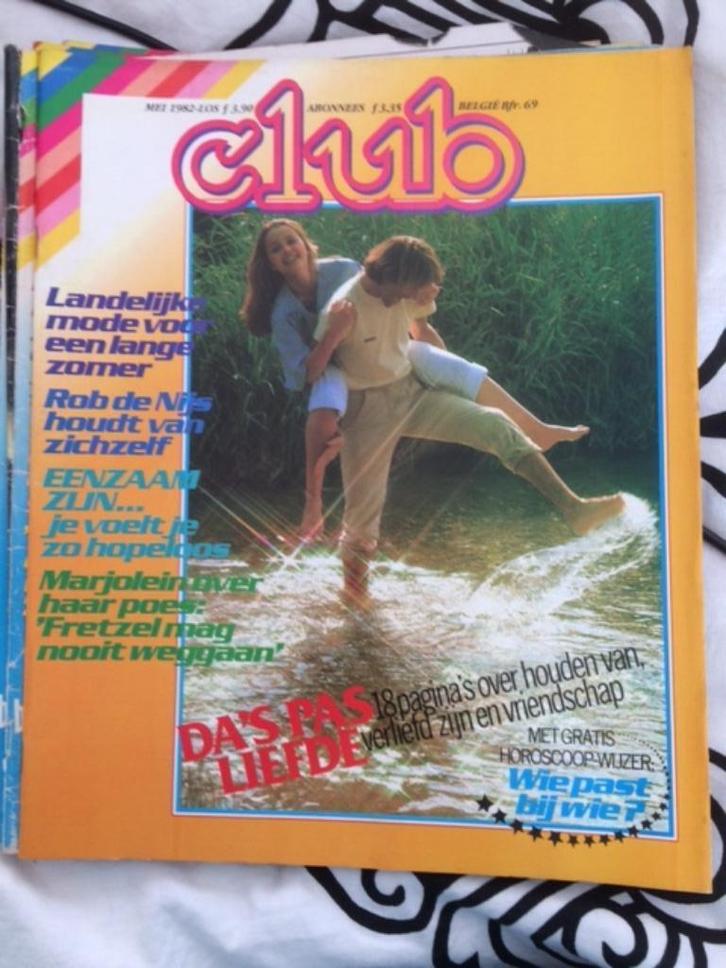 MEI 1982-LOS f 3.90 ABONNEES f 3.35 BELGIË Bfr. 69
club
Landelijke
mode voor
een lange
zomer
Rob de Nijs
houdt van
zichzelf
EENZAAM
ZIJN...
je voelt je
zo hopeloos
Marjolein over
haar poes:
'Fretzel mag
nooit weggaan'
DA'S PAS
LIEFDE
18 pagina's over houden van,
verliefd zijn en vriendschap
MET GRATIS
HOROSCOOP-WIJZER:
Wie past
bij wie?